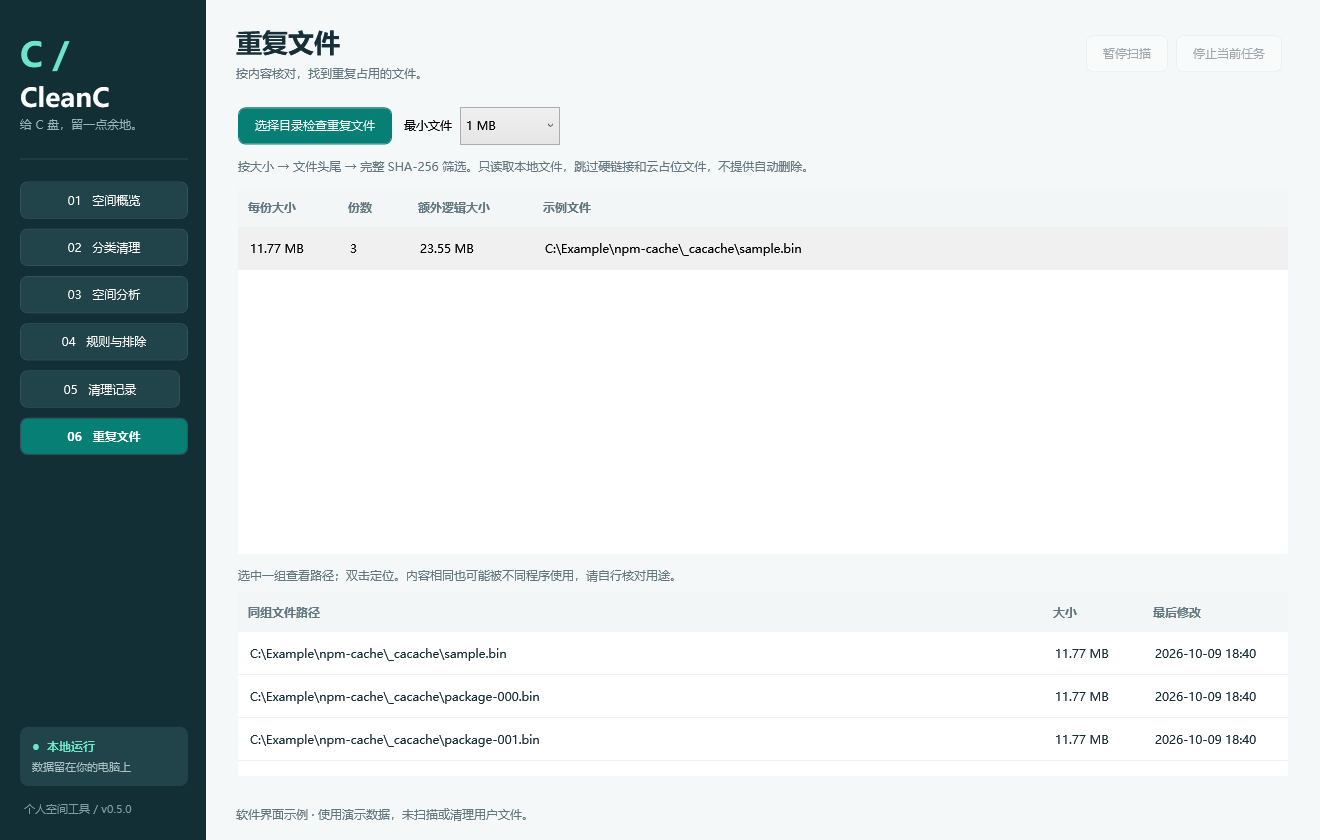 C /
CleanC
给 C 盘，留一点余地。
01 空间概览
02 分类清理
03 空间分析
04 规则与排除
05 清理记录
06 重复文件
● 本地运行
数据留在你的电脑上
个人空间工具 / v0.5.0
重复文件
按内容核对，找到重复占用的文件。
暂停扫描 停止当前任务
选择目录检查重复文件 最小文件 1 MB
按大小 → 文件头尾 → 完整 SHA-256 筛选。只读取本地文件，跳过硬链接和云占位文件，不提供自动删除。
每份大小 份数 额外逻辑大小 示例文件
11.77 MB 3 23.55 MB C:\Example\npm-cache\_cacache\sample.bin
选中一组查看路径；双击定位。内容相同也可能被不同程序使用，请自行核对用途。
同组文件路径 大小 最后修改
C:\Example\npm-cache\_cacache\sample.bin 11.77 MB 2026-10-09 18:40
C:\Example\npm-cache\_cacache\package-000.bin 11.77 MB 2026-10-09 18:40
C:\Example\npm-cache\_cacache\package-001.bin 11.77 MB 2026-10-09 18:40
软件界面示例 · 使用演示数据，未扫描或清理用户文件。